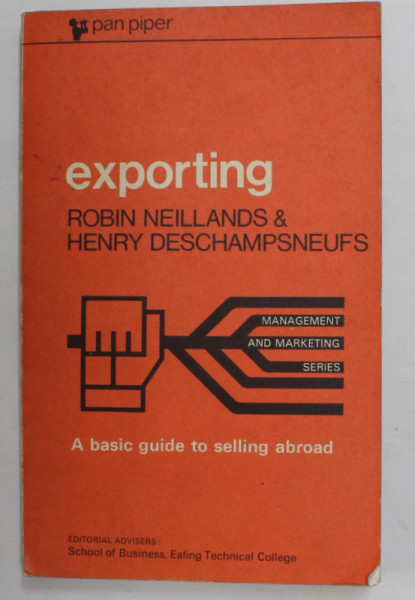 pan piper
exporting
ROBIN NEILLANDS &
HENRY DESCHAMPSNEUFS
MANAGEMENT
AND MARKETING
SERIES
A basic guide to selling abroad
EDITORIAL ADVISERS:
School of Business, Ealing Technical College